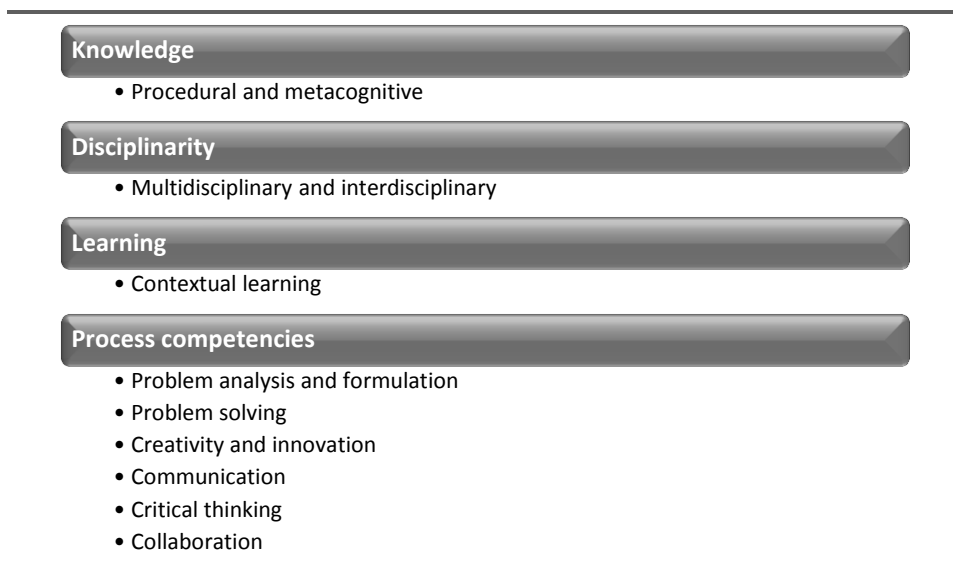 Knowledge
• Procedural and metacognitive
Disciplinarity
• Multidisciplinary and interdisciplinary
Learning
• Contextual learning
Process competencies
• Problem analysis and formulation
• Problem solving
• Creativity and innovation
• Communication
• Critical thinking
• Collaboration